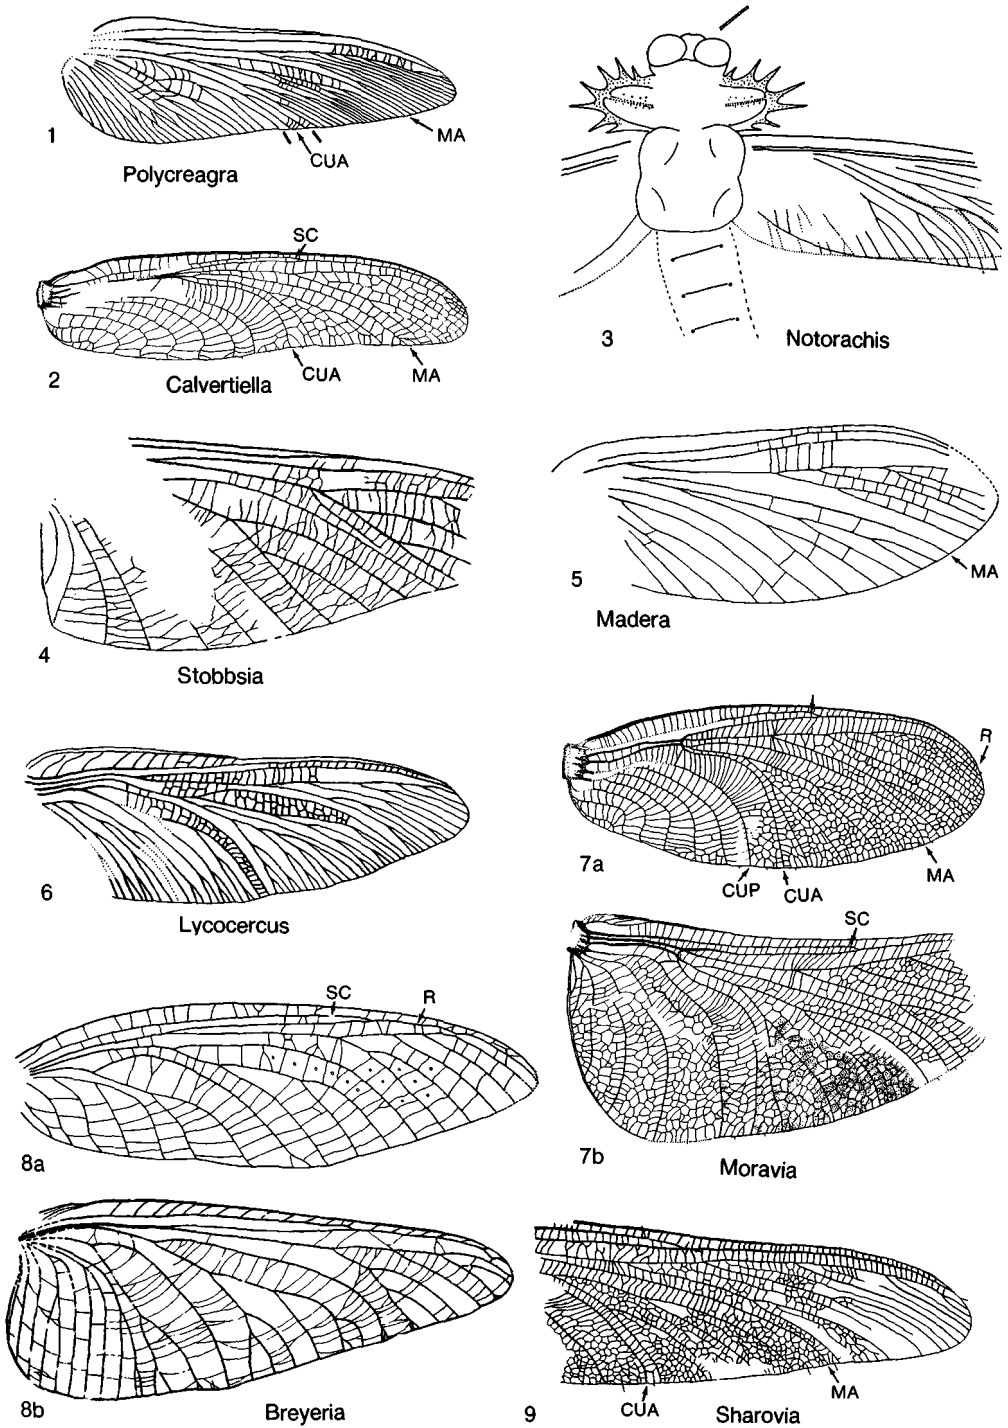 1
MA
CUA
Polycreagra
SC
2
CUA
MA
Calvertiella
3
Notorachis
4
Stobbsia
5
MA
Madera
6
Lycocercus
R
7a
CUP
CUA
MA
SC
7b
Moravia
SC
R
8a
8b
Breyeria
9
CUA
MA
Sharovia